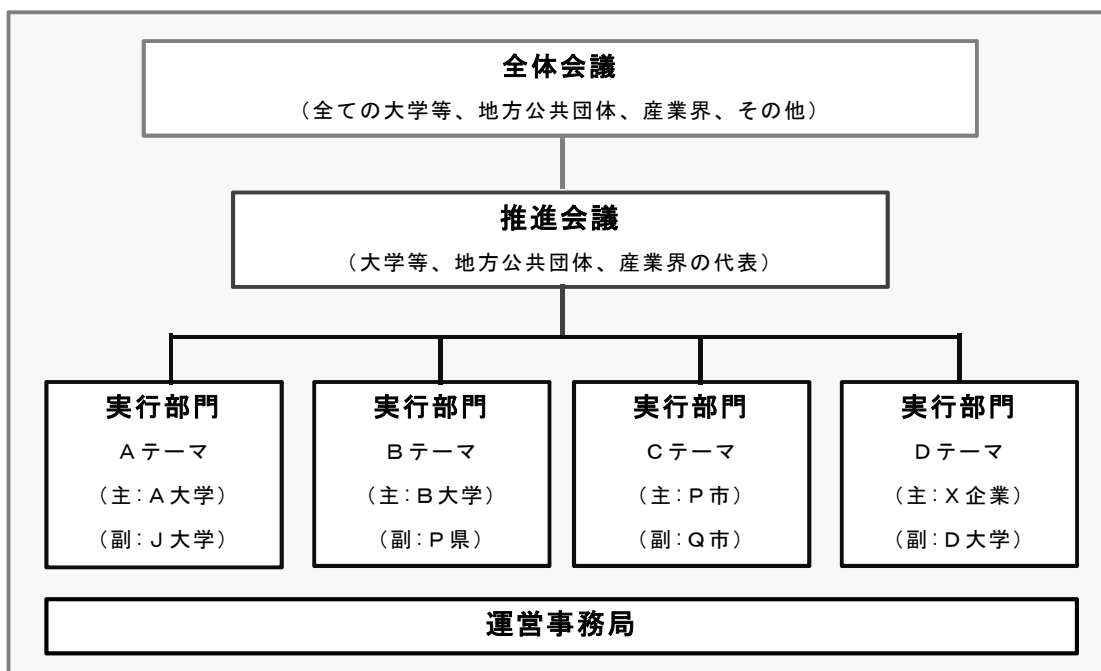 全体会議
（全ての大学等、地方公共団体、産業界、その他）
推進会議
（大学等、地方公共団体、産業界の代表）
実行部門
Aテーマ
（主：A大学）
（副：J大学）
実行部門
Bテーマ
（主：B大学）
（副：P県）
実行部門
Cテーマ
（主：P市）
（副：Q市）
実行部門
Dテーマ
（主：X企業）
（副：D大学）
運営事務局